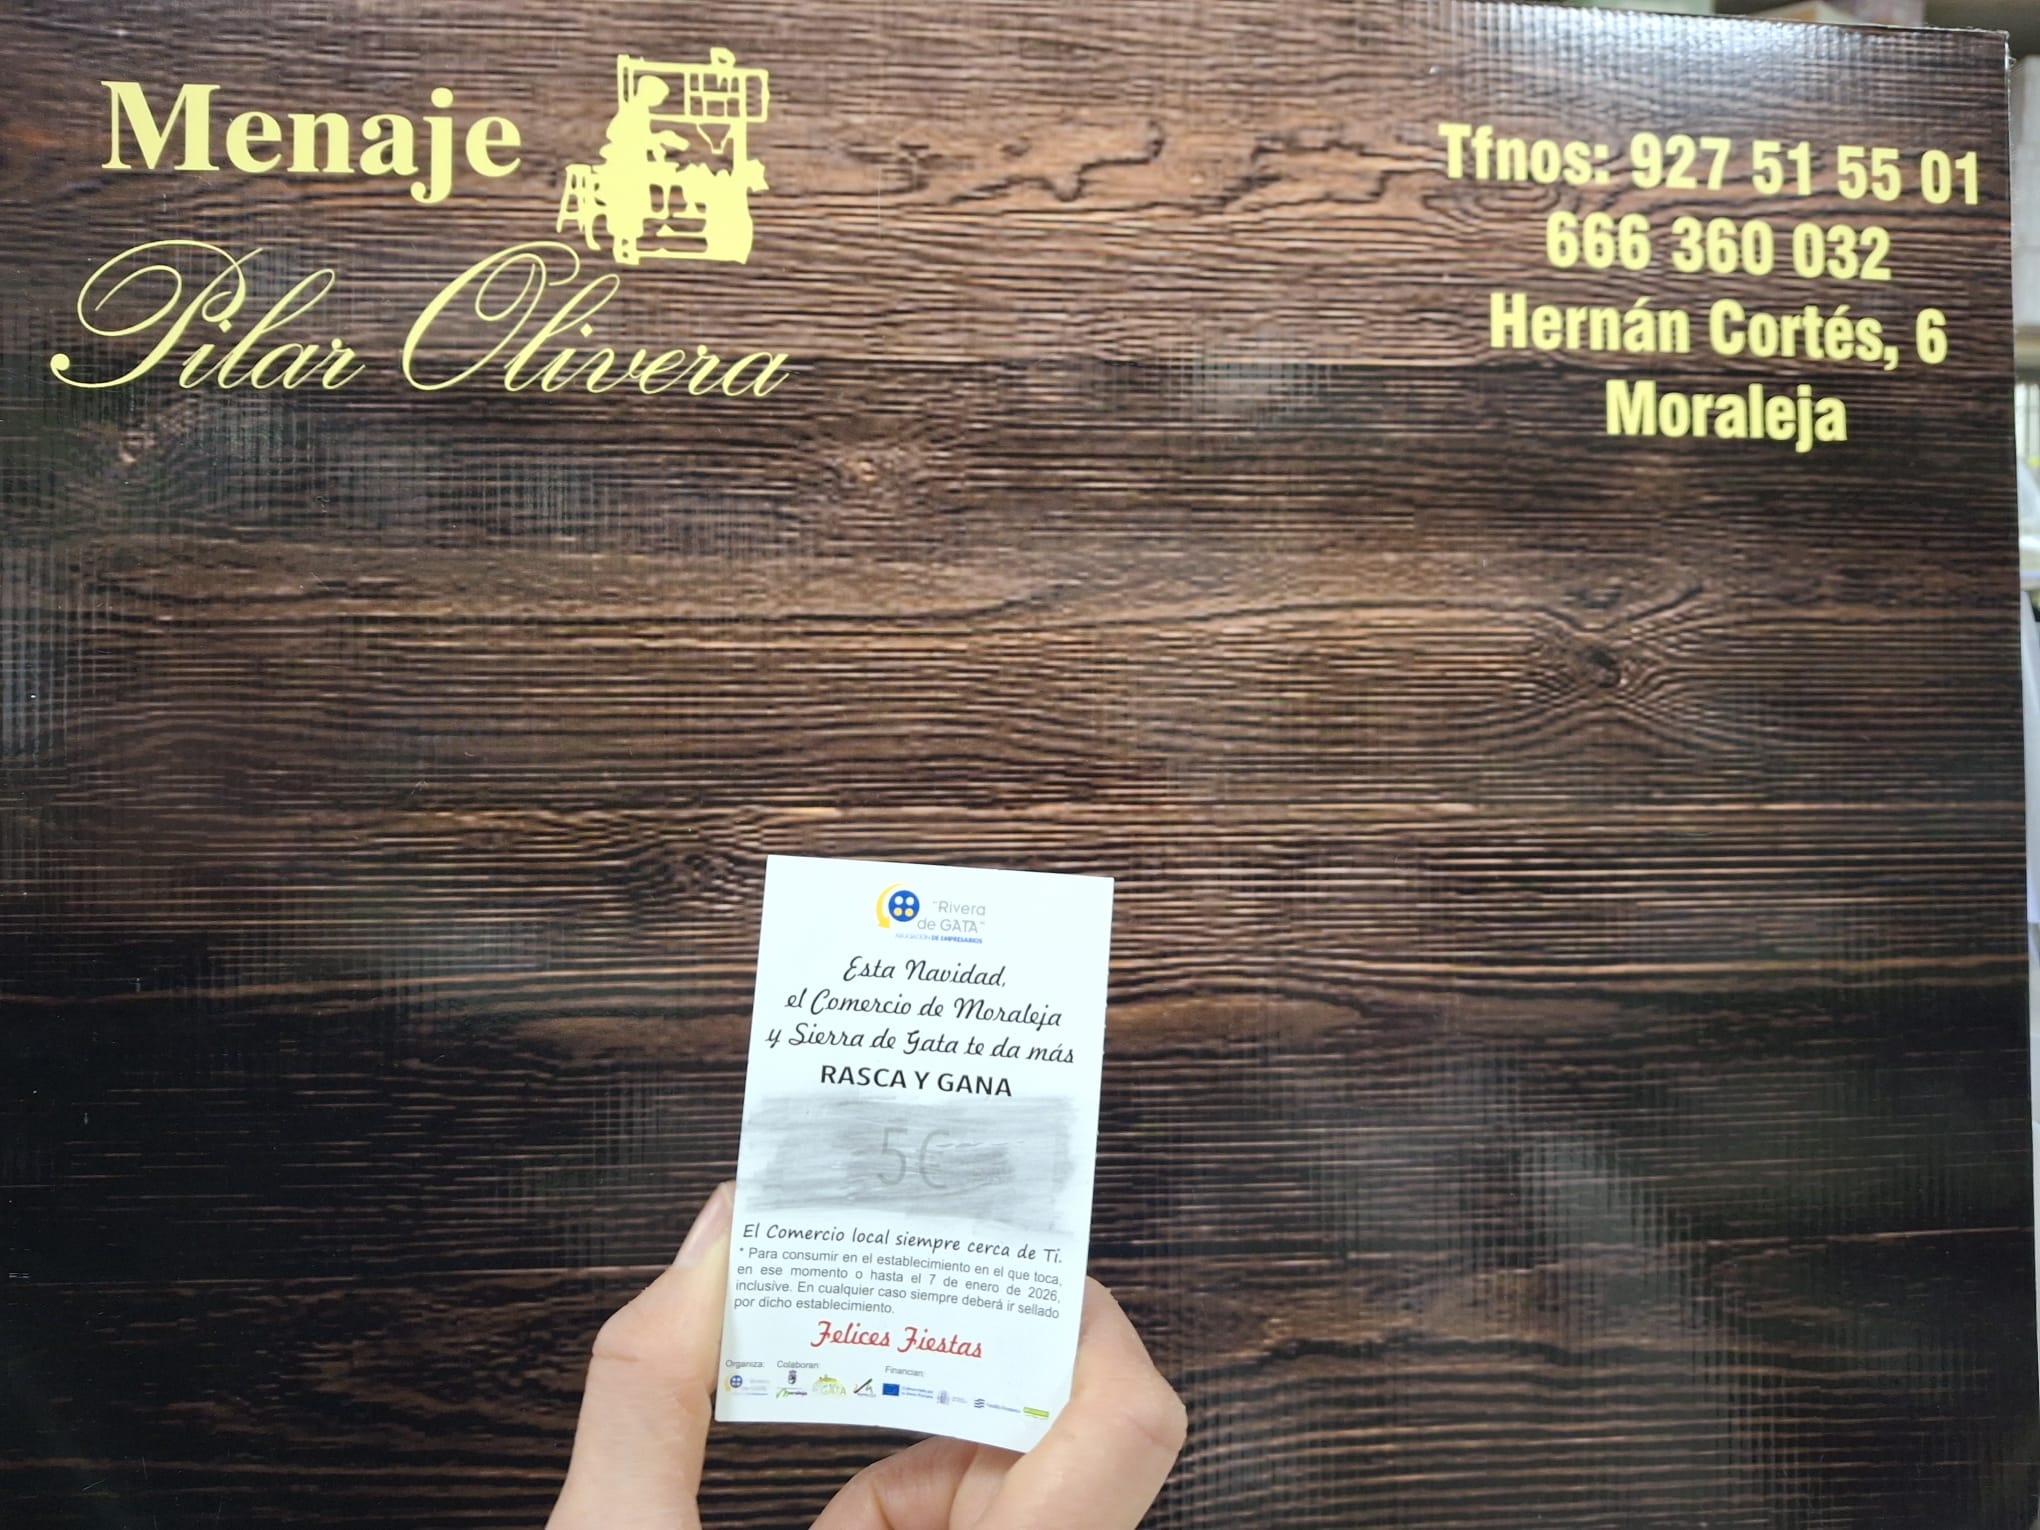 Menaje
Pilar Olivera
Tfnos: 927 51 55 01
666 360 032
Hernán Cortés, 6
Moraleja
"Rivera
de GATA"
ASOCIACIÓN DE EMPRESARIOS
Esta Navidad,
el Comercio de Moraleja
y Sierra de Gata te da más
RASCA Y GANA
5€
El Comercio local siempre cerca de Ti.
* Para consumir en el establecimiento en el que toca,
en ese momento o hasta el 7 de enero de 2026,
inclusive. En cualquier caso siempre deberá ir sellado
por dicho establecimiento.
Felices Fiestas
Organiza: Colaboran: Financian: